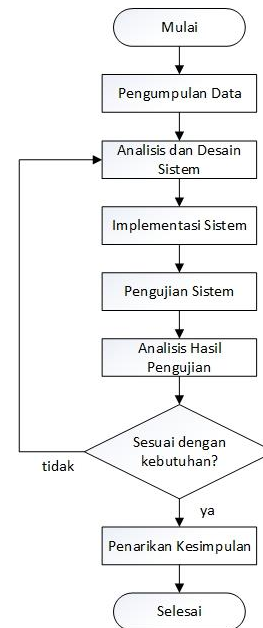 Mulai
Pengumpulan Data
Analisis dan Desain
Sistem
Implementasi Sistem
Pengujian Sistem
Analisis Hasil
Pengujian
Sesuai dengan
kebutuhan?
tidak
ya
Penarikan Kesimpulan
Selesai